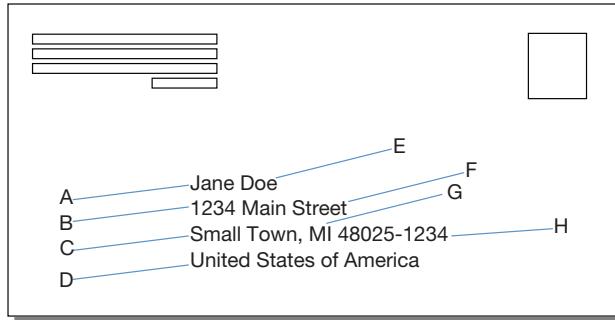 E
Jane Doe
F
A
1234 Main Street
G
B
Small Town, MI 48025-1234
H
C
United States of America
D